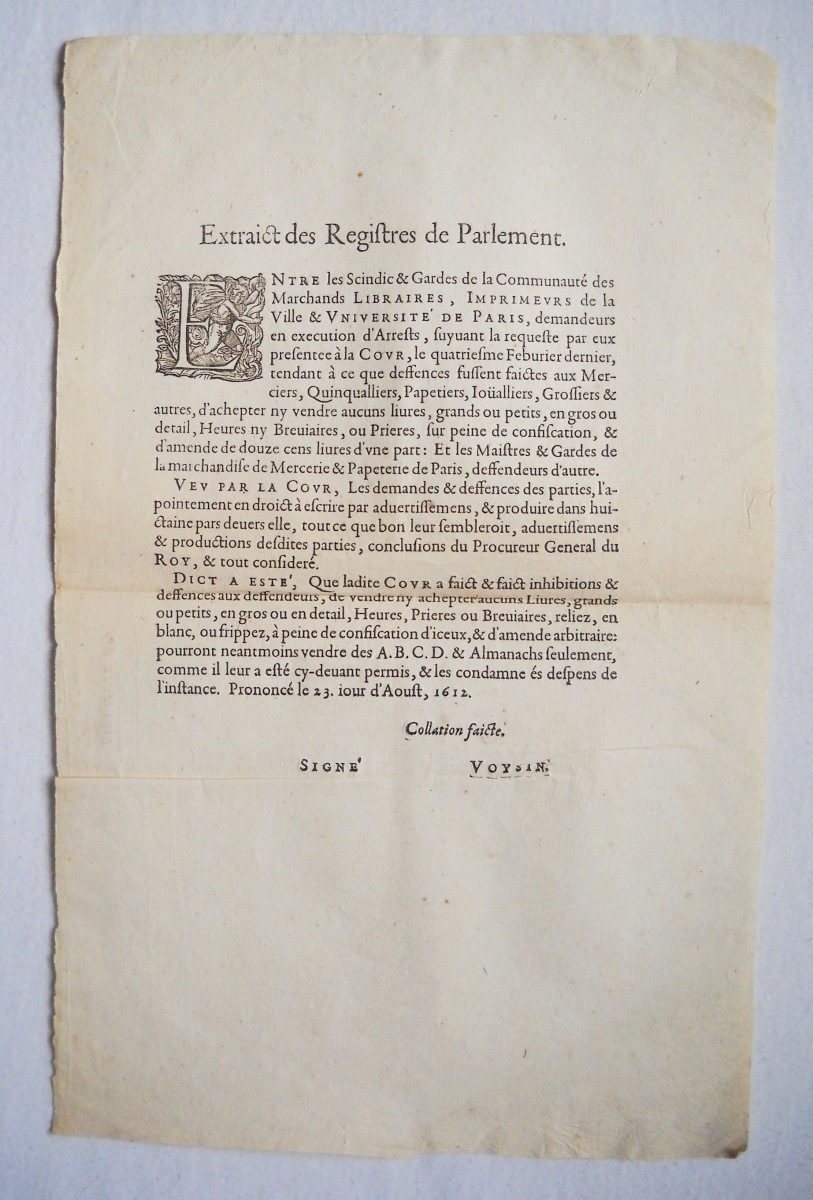 Extraict des Regiſtres de Parlement.
ENTRE les Scindic & Gardes de la Communauté des
Marchands LIBRAIRES, IMPRIMEVRS de la
Ville & VNIVERSITE' DE PARIS, demandeurs
en execution d'Arreſts, ſuyuant la requeſte par eux
preſentee à la COVR, le quatrieſme Feburier dernier,
tendant à ce que deffences fuſſent faictes aux Mer-
ciers, Quinqualliers, Papetiers, Ioüalliers, Groſſiers &
autres, d'achepter ny vendre aucuns liures, grands ou petits, en gros ou
detail, Heures ny Breuiaires, ou Prieres, ſur peine de confiſcation, &
d'amende de douze cens liures d'vne part: Et les Maiſtres & Gardes de
la marchandiſe de Mercerie & Papeterie de Paris, deffendeurs d'autre.
VEV PAR LA COVR, Les demandes & deffences des parties, l'a-
pointement en droict à eſcrire par aduertiſſemens, & produire dans hui-
ctaine pars deuers elle, tout ce que bon leur ſembleroit, aduertiſſemens
& productions deſdites parties, concluſions du Procureur General du
ROY, & tout conſideré.
DICT A ESTE', Que ladite COVR a faict & faict inhibitions &
deffences aux deffendeurs, de vendre ny achepter aucuns Liures, grands
ou petits, en gros ou en detail, Heures, Prieres ou Breuiaires, reliez, en
blanc, ou frippez, à peine de confiſcation d'iceux, & d'amende arbitraire:
pourront neantmoins vendre des A. B. C. D. & Almanachs ſeulement,
comme il leur a eſté cy-deuant permis, & les condamne és deſpens de
l'inſtance. Prononcé le 23. iour d'Aouſt, 1612.
Collation faicte.
SIGNE' VOYSIN.